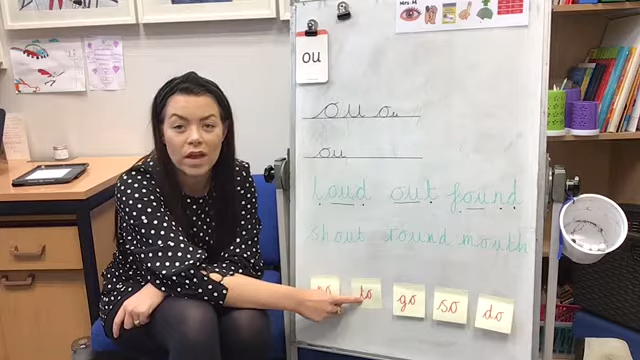 ou
ou ou
ou
loud out found
shout round mouth
to go so do